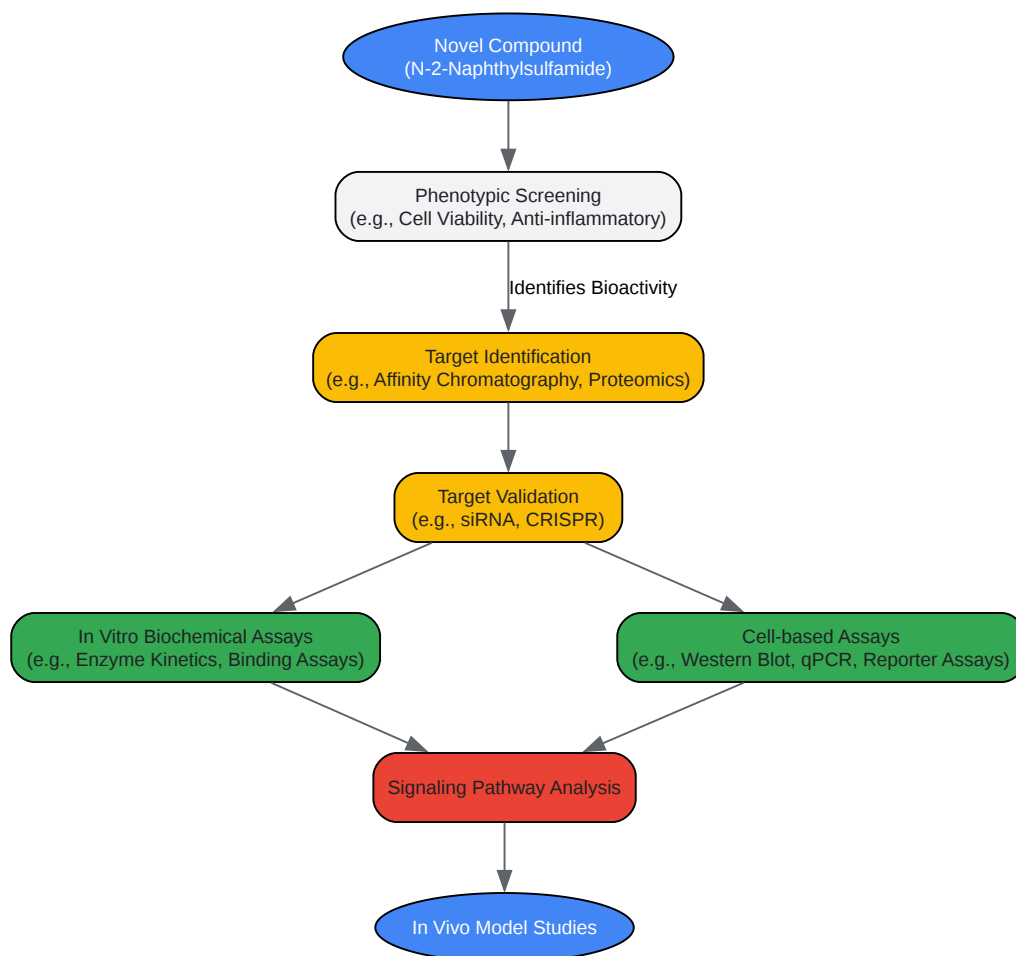 Novel Compound
(N-2-Naphthylsulfamide)
Phenotypic Screening
(e.g., Cell Viability, Anti-inflammatory)
Identifies Bioactivity
Target Identification
(e.g., Affinity Chromatography, Proteomics)
Target Validation
(e.g., siRNA, CRISPR)
In Vitro Biochemical Assays
(e.g., Enzyme Kinetics, Binding Assays)
Cell-based Assays
(e.g., Western Blot, qPCR, Reporter Assays)
Signaling Pathway Analysis
In Vivo Model Studies